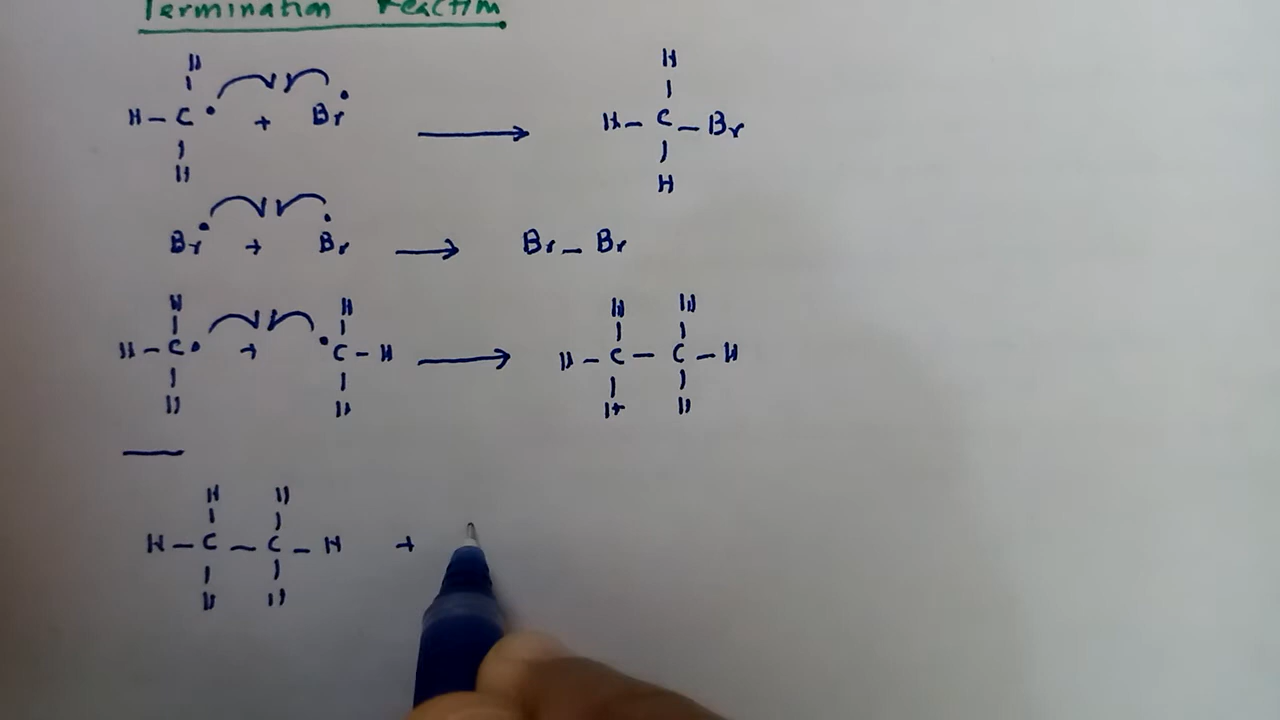 Termination reaction
H H
H – C • + Br • → H – C – Br
H H
Br • + Br • → Br – Br
H H H H
H – C • + • C – H → H – C – C – H
H H H H
H H
H – C – C – H +
H H